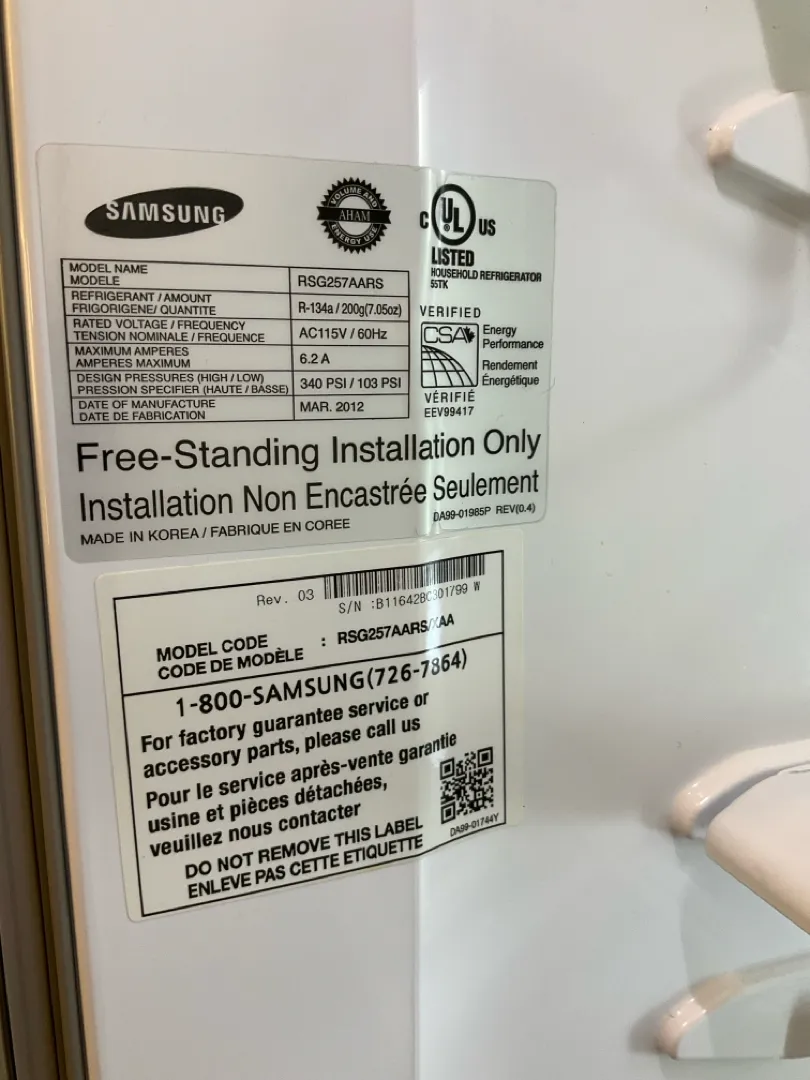 SAMSUNG
VOLUME AND
AHAM
ENERGY USE
C UL US
LISTED
HOUSEHOLD REFRIGERATOR
55TK
MODEL NAME
MODELE
RSG257AARS
REFRIGERANT / AMOUNT
FRIGORIGENE/ QUANTITE
R-134a / 200g(7.05oz)
RATED VOLTAGE / FREQUENCY
TENSION NOMINALE / FREQUENCE
AC115V / 60Hz
MAXIMUM AMPERES
AMPERES MAXIMUM
6.2 A
DESIGN PRESSURES (HIGH / LOW)
PRESSION SPECIFIER (HAUTE / BASSE)
340 PSI / 103 PSI
DATE OF MANUFACTURE
DATE DE FABRICATION
MAR. 2012
VERIFIED
CSA
Energy
Performance
Rendement
Énergétique
VÉRIFIÉ
EEV99417
Free-Standing Installation Only
Installation Non Encastrée Seulement
MADE IN KOREA / FABRIQUE EN COREE
DA99-01985P REV(0.4)
Rev. 03
S/N :B11642BC301799 W
MODEL CODE
CODE DE MODÈLE
: RSG257AARS/XAA
1-800-SAMSUNG(726-7864)
For factory guarantee service or
accessory parts, please call us
Pour le service après-vente garantie
usine et pièces détachées,
veuillez nous contacter
DO NOT REMOVE THIS LABEL
ENLEVE PAS CETTE ETIQUETTE
DA99-01744Y